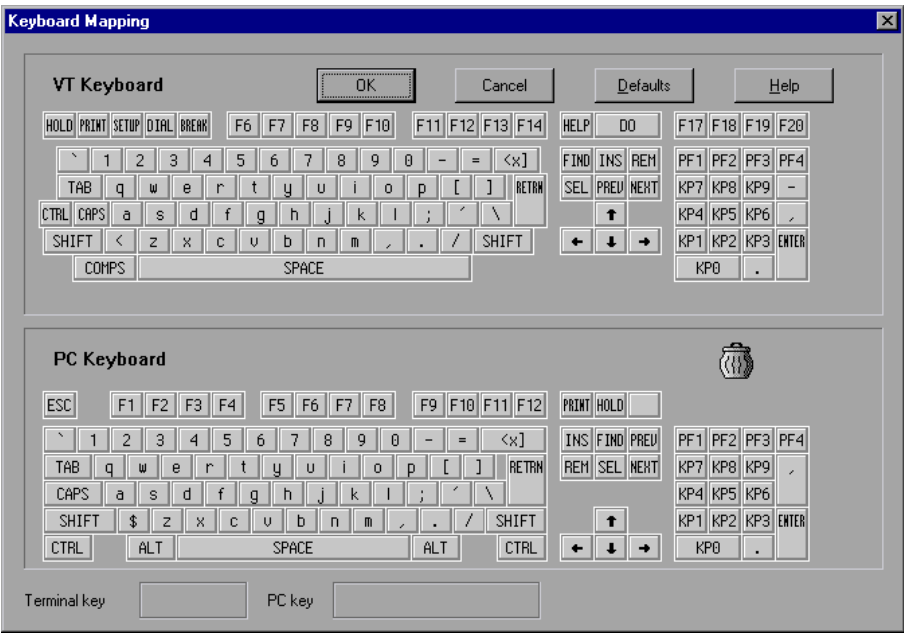 Keyboard Mapping
VT Keyboard OK Cancel Defaults Help
HOLD PRINT SETUP DIAL BREAK F6 F7 F8 F9 F10 F11 F12 F13 F14 HELP DO F17 F18 F19 F20
` 1 2 3 4 5 6 7 8 9 0 - = <x] FIND INS REM PF1 PF2 PF3 PF4
TAB q w e r t y u i o p [ ] RETRN SEL PREV NEXT KP7 KP8 KP9 -
CTRL CAPS a s d f g h j k l ; ´ \ ↑ KP4 KP5 KP6 ,
SHIFT < z x c v b n m , . / SHIFT ← ↓ → KP1 KP2 KP3 ENTER
COMPS SPACE KP0 .
PC Keyboard
ESC F1 F2 F3 F4 F5 F6 F7 F8 F9 F10 F11 F12 PRINT HOLD
` 1 2 3 4 5 6 7 8 9 0 - = <x] INS FIND PREV PF1 PF2 PF3 PF4
TAB q w e r t y u i o p [ ] RETRN REM SEL NEXT KP7 KP8 KP9 ,
CAPS a s d f g h j k l ; ´ \ KP4 KP5 KP6
SHIFT $ z x c v b n m , . / SHIFT ↑ KP1 KP2 KP3 ENTER
CTRL ALT SPACE ALT CTRL ← ↓ → KP0 .
Terminal key PC key